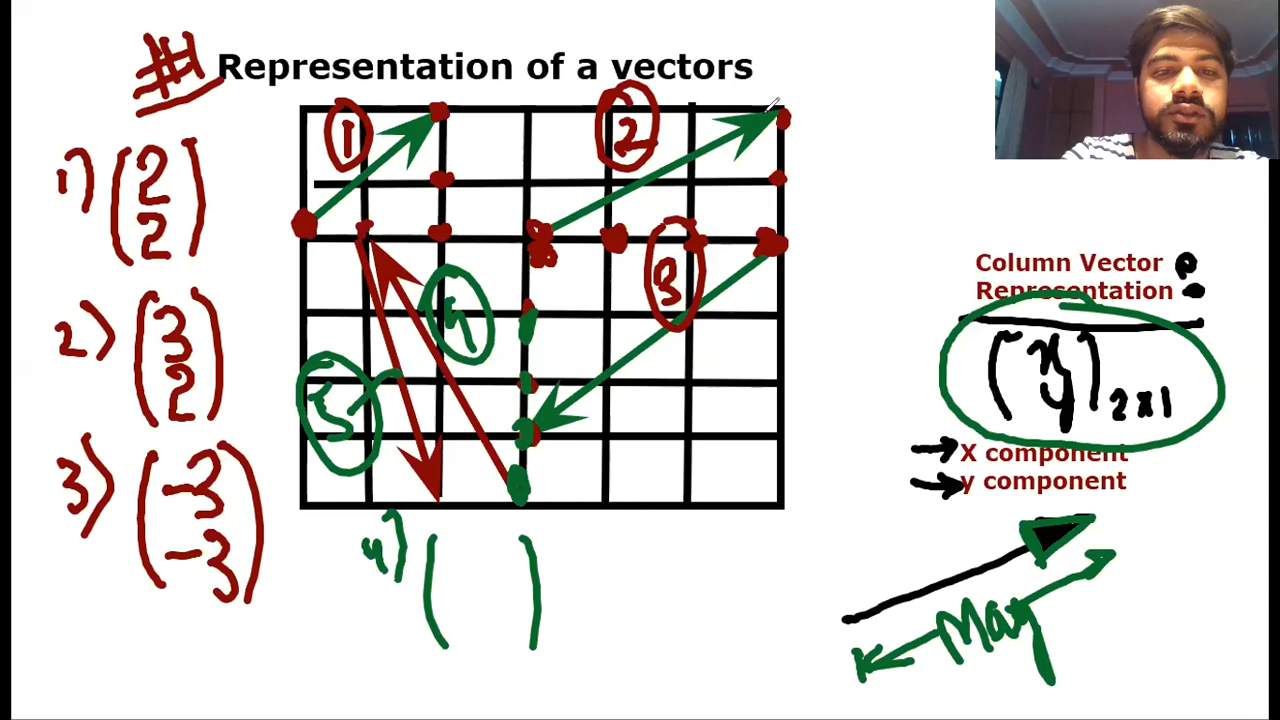 #1 Representation of a vectors
1) (2
2)
2) (3
2)
3) (-3
-3)
1
2
3
4
5
4) ( )
Column Vector
Representation
(x
y) 2x1
X component
y component
Mag